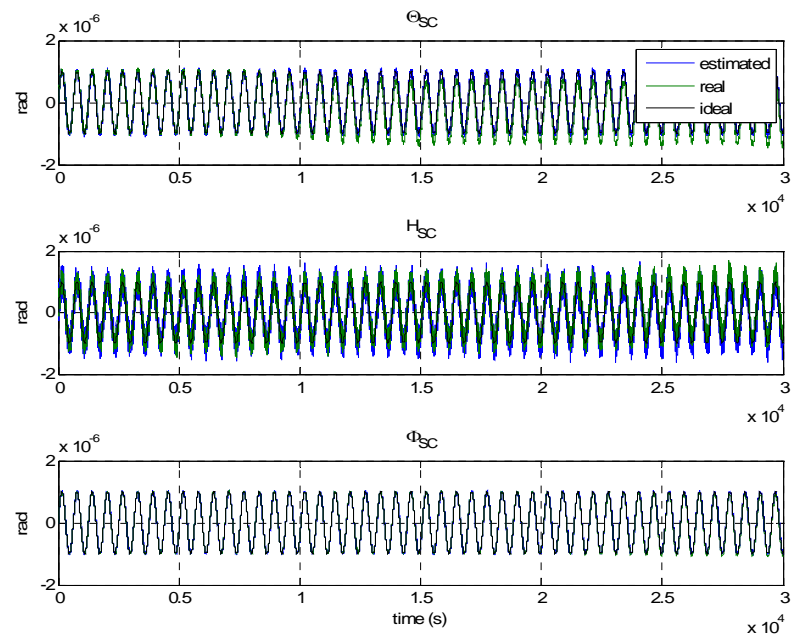 Θ_SC
x 10^-6
2
0
-2
rad
estimated
real
ideal
0 0.5 1 1.5 2 2.5 3
x 10^4
H_SC
x 10^-6
2
0
-2
rad
0 0.5 1 1.5 2 2.5 3
x 10^4
Φ_SC
x 10^-6
2
0
-2
rad
0 0.5 1 1.5 2 2.5 3
time (s)
x 10^4